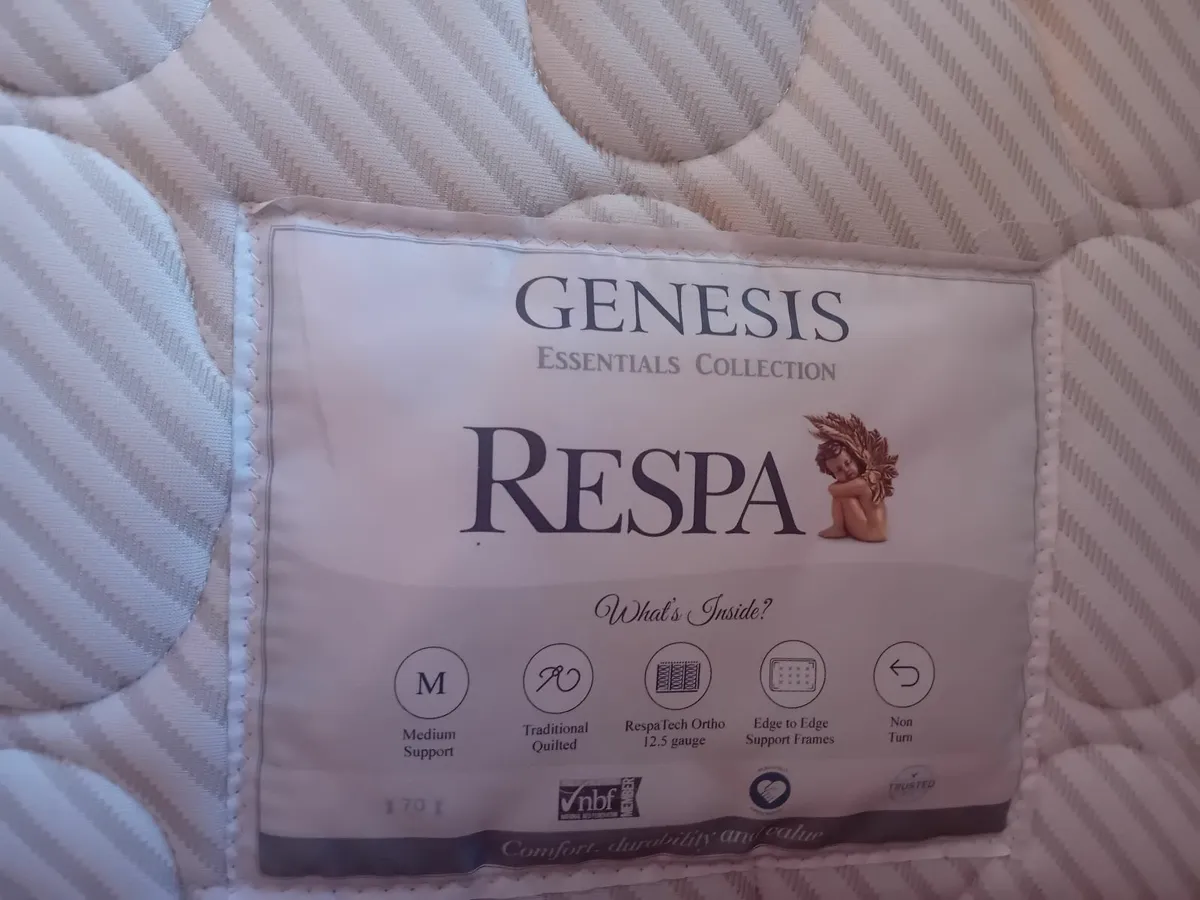 GENESIS
ESSENTIALS COLLECTION
RESPA
What's Inside?
M
Medium
Support
Traditional
Quilted
RespaTech Ortho
12.5 gauge
Edge to Edge
Support Frames
Non
Turn
nbf
MEMBER
TRUSTED
Comfort, durability and value